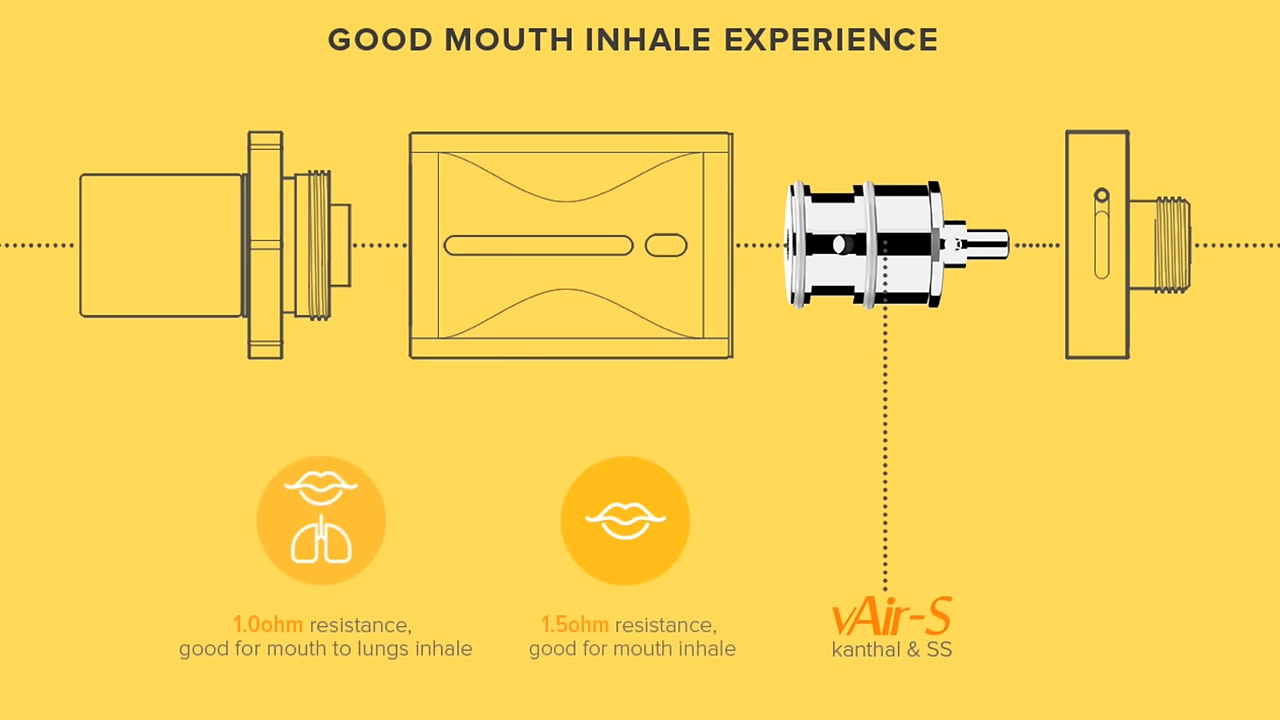 GOOD MOUTH INHALE EXPERIENCE
1.0ohm resistance,
good for mouth to lungs inhale
1.5ohm resistance,
good for mouth inhale
vAir-S
kanthal & SS